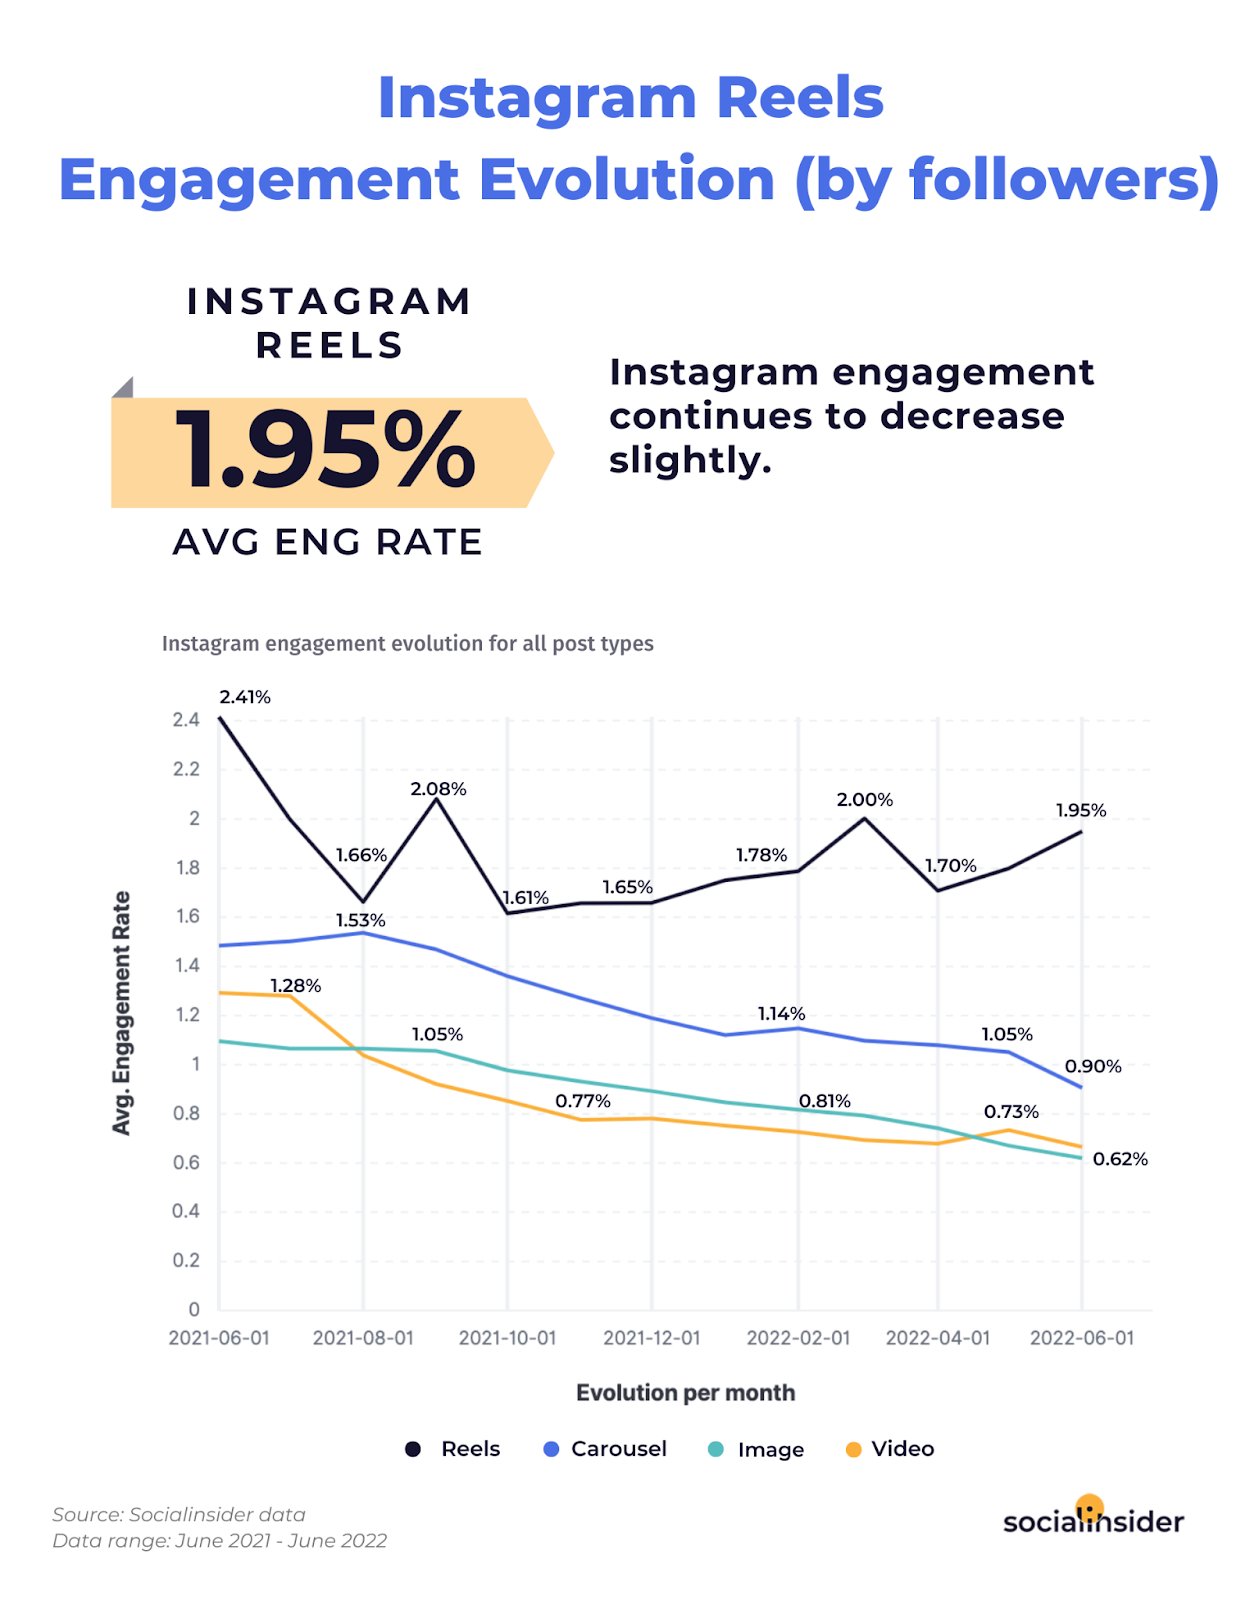 Instagram Reels
Engagement Evolution (by followers)
INSTAGRAM
REELS
1.95%
AVG ENG RATE
Instagram engagement
continues to decrease
slightly.
Instagram engagement evolution for all post types
Avg. Engagement Rate
2.4
2.2
2
1.8
1.6
1.4
1.2
1
0.8
0.6
0.4
0.2
0
2.41%
1.66%
2.08%
1.61%
1.65%
1.78%
2.00%
1.70%
1.95%
1.53%
1.14%
1.05%
0.90%
1.28%
0.77%
0.73%
1.05%
0.81%
0.62%
2021-06-01
2021-08-01
2021-10-01
2021-12-01
2022-02-01
2022-04-01
2022-06-01
Evolution per month
Reels
Carousel
Image
Video
Source: Socialinsider data
Data range: June 2021 - June 2022
socialinsider